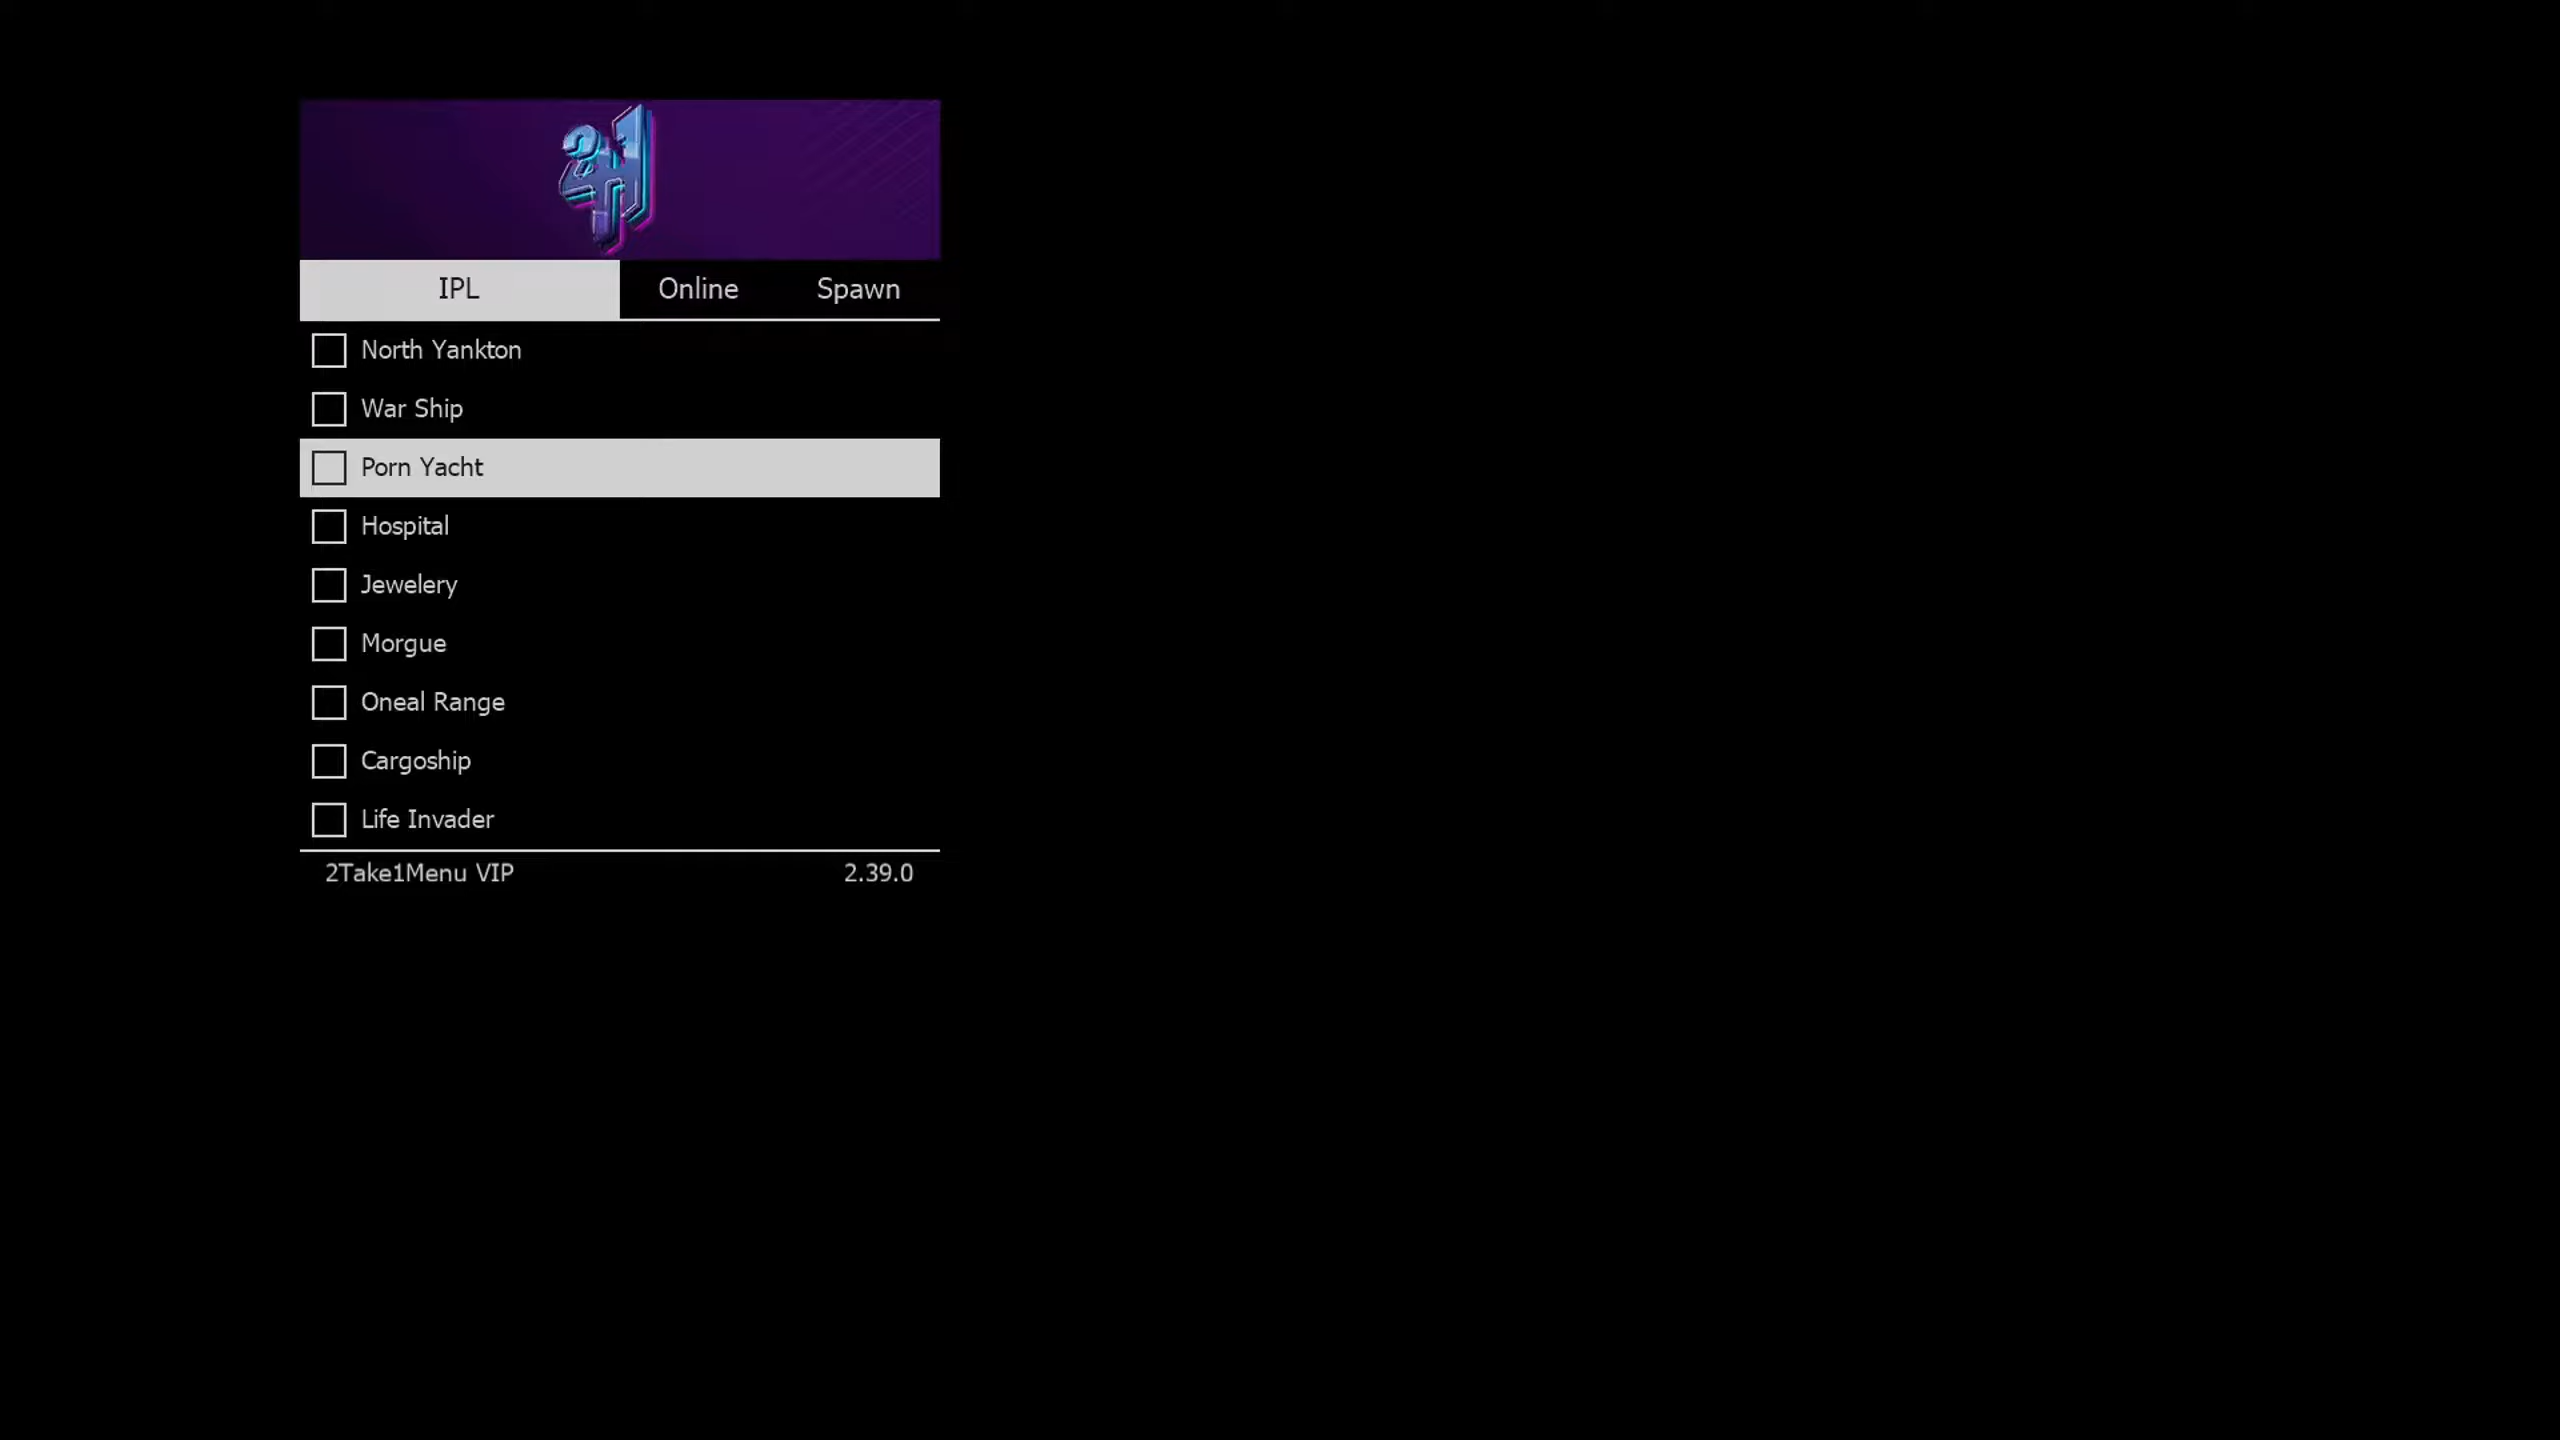 2T1
IPL Online Spawn
North Yankton
War Ship
Porn Yacht
Hospital
Jewelery
Morgue
Oneal Range
Cargoship
Life Invader
2Take1Menu VIP 2.39.0